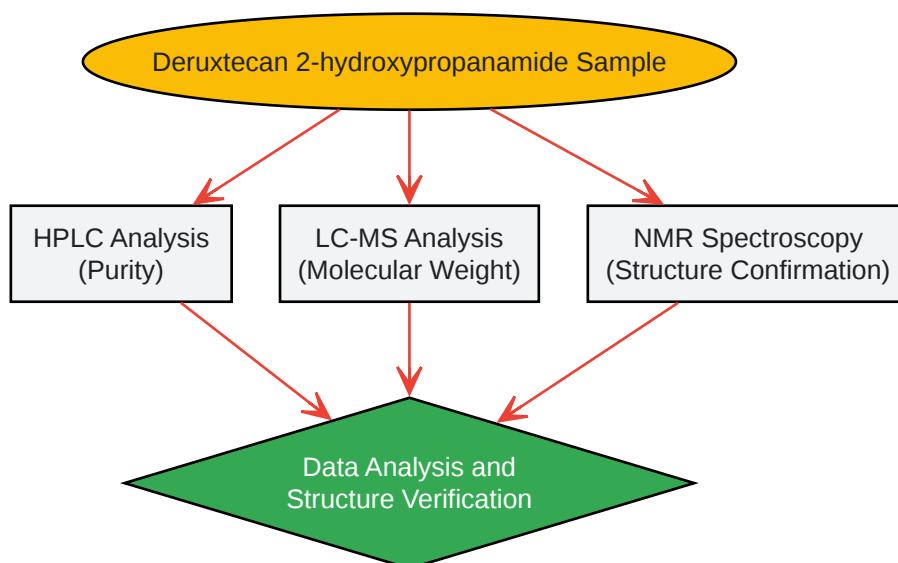 Deruxtecan 2-hydroxypropanamide Sample
HPLC Analysis
(Purity)
LC-MS Analysis
(Molecular Weight)
NMR Spectroscopy
(Structure Confirmation)
Data Analysis and
Structure Verification